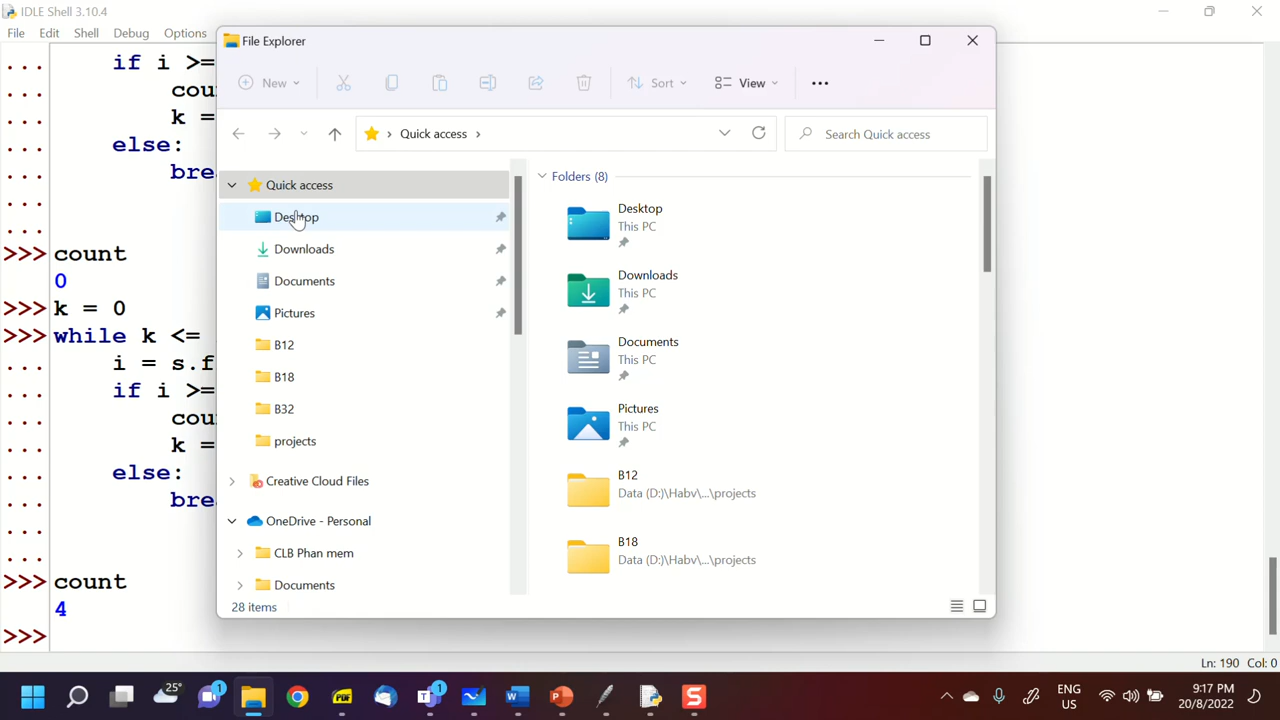 IDLE Shell 3.10.4
File Edit Shell Debug Options
... if i >=
...
... k =
... else:
...
...
...
>>> count
0
>>> k = 0
>>> while k <=
... i =
... if i >=
...
... k =
... else:
...
...
...
>>> count
4
>>>
Ln: 190 Col: 0
File Explorer
New Sort View
Quick access
Search Quick access
Quick access
Desktop
Downloads
Documents
Pictures
B12
B18
B32
projects
Creative Cloud Files
OneDrive - Personal
CLB Phan mem
Documents
Folders (8)
Desktop
This PC
Downloads
This PC
Documents
This PC
Pictures
This PC
B12
Data (D:)\Habv\...\projects
B18
Data (D:)\Habv\...\projects
28 items
25° 1 PDF 1 ENG
US
9:17 PM
20/8/2022